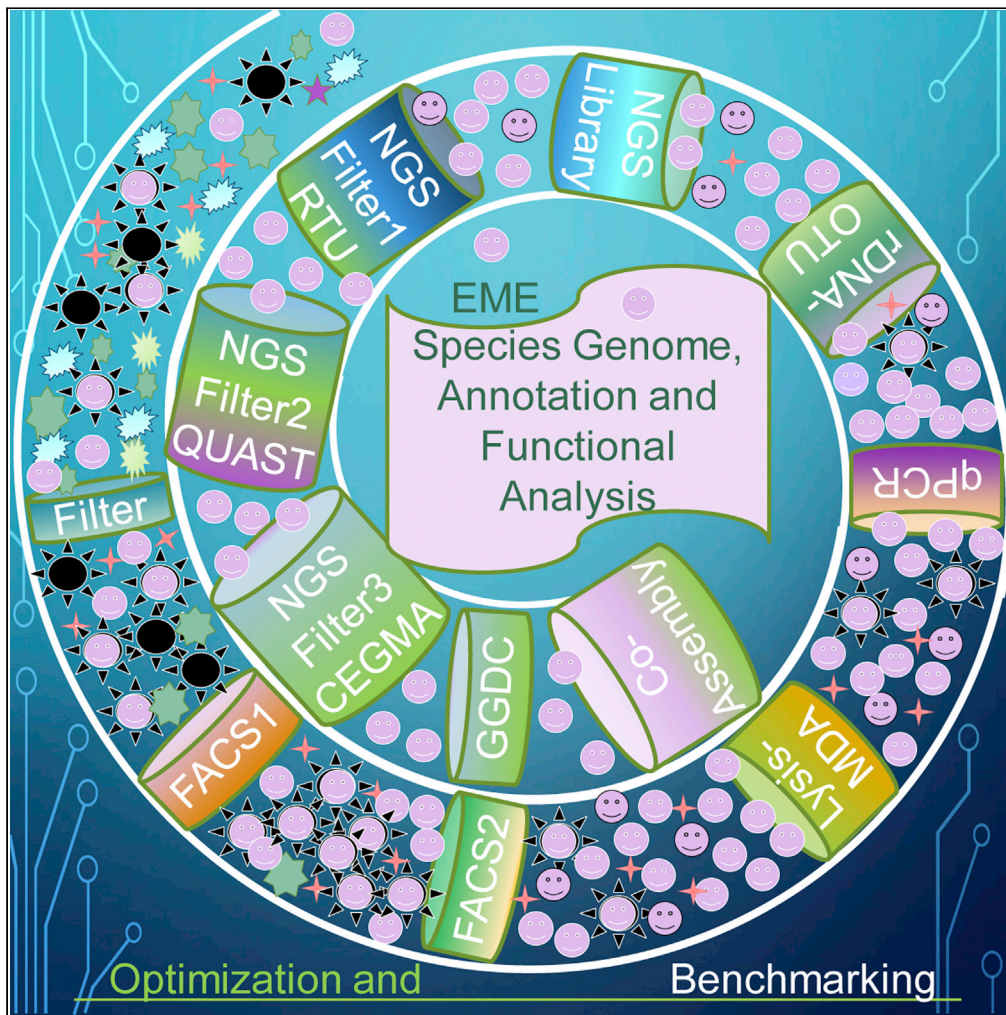 Filter
FACS1
FACS2
Lysis-
MDA
qPCR
rDNA-
OTU
NGS
Library
NGS
Filter1
RTU
NGS
Filter2
QUAST
NGS
Filter3
CEGMA
GGDC
Co-
Assembly
EME
Species Genome,
Annotation and
Functional
Analysis
Optimization and Benchmarking